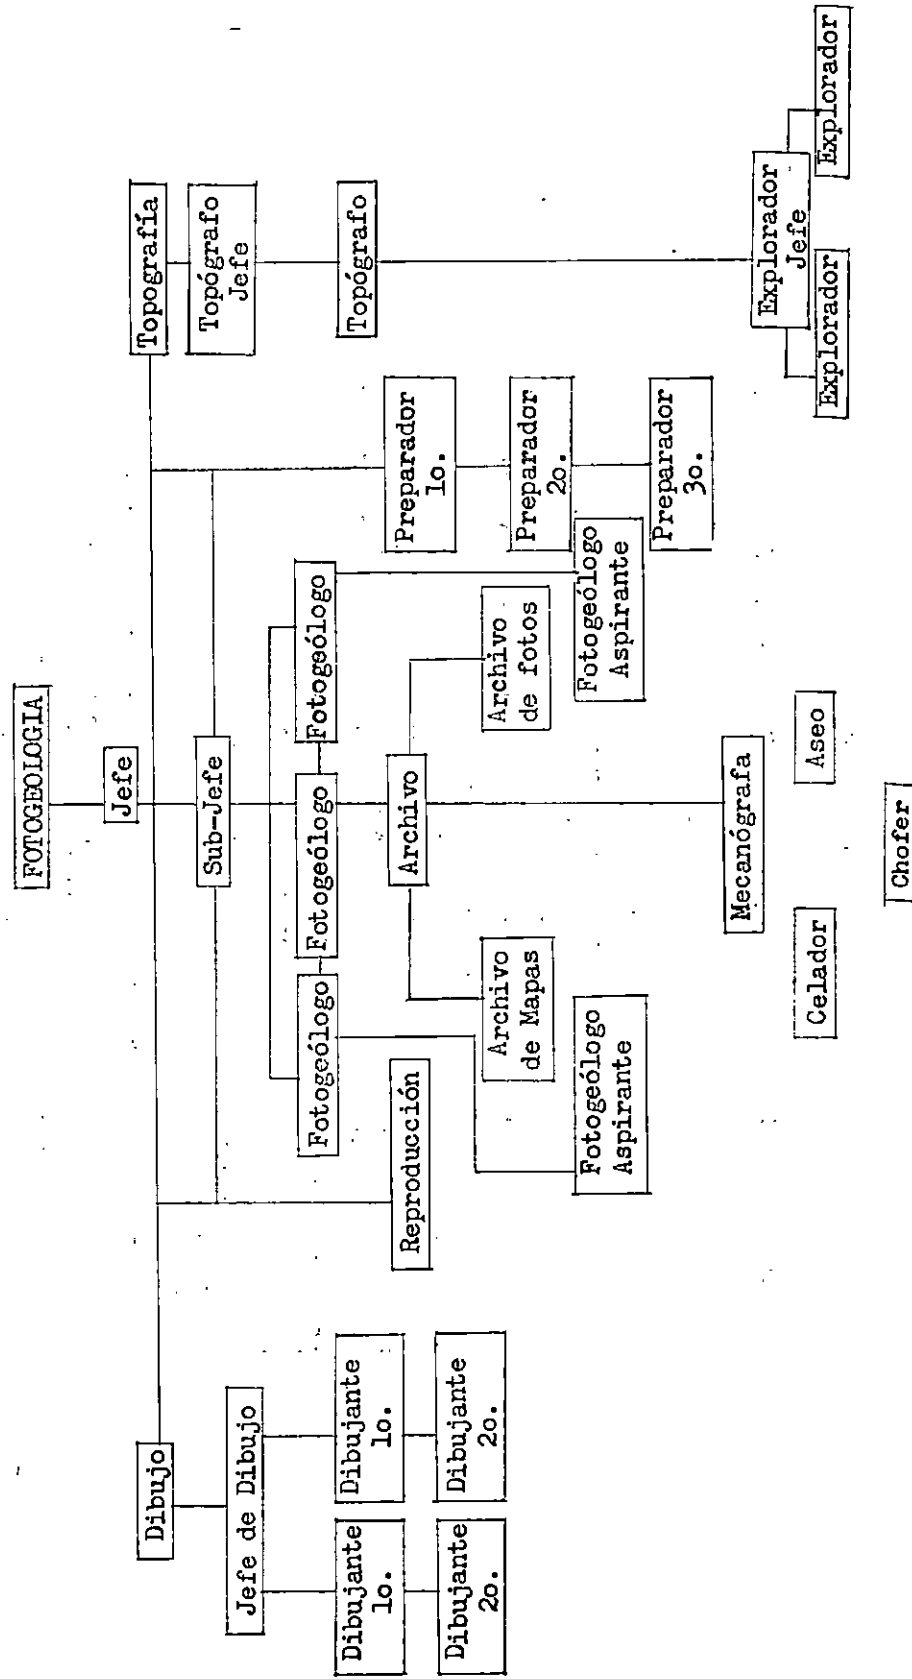 FOTOGEOLOGIA
Jefe
Dibujo
Topografía
Sub-Jefe
Jefe de Dibujo
Topógrafo
Jefe
Fotogeólogo
Fotogeólogo
Fotogeólogo
Dibujante
1o.
Dibujante
1o.
Topógrafo
Reproducción
Archivo
Preparador
1o.
Dibujante
2o.
Dibujante
2o.
Archivo
de Mapas
Archivo
de fotos
Preparador
2o.
Fotogeólogo
Aspirante
Fotogeólogo
Aspirante
Preparador
3o.
Mecanógrafa
Explorador
Jefe
Celador
Aseo
Explorador
Explorador
Chofer